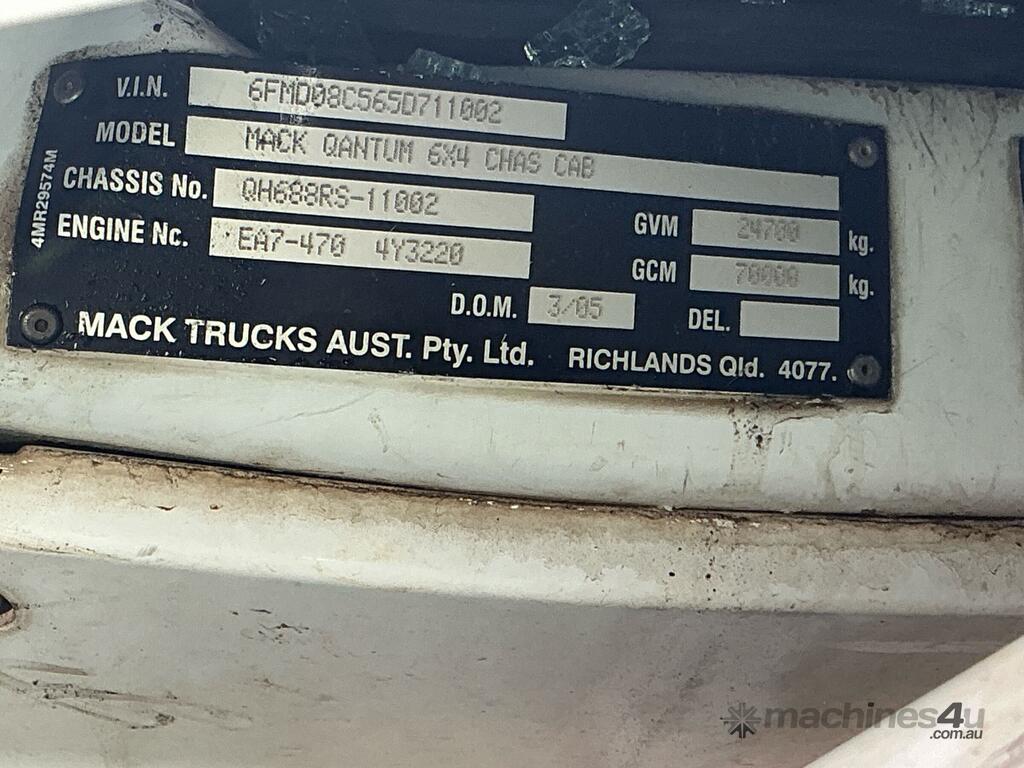 V.I.N. 6FMD08C565D711002
MODEL MACK QANTUM 6X4 CHAS CAB
CHASSIS No. QH688RS-11002
ENGINE No. EA7-470 4Y3220
GVM 24700 kg.
GCM 70000 kg.
D.O.M. 3/05 DEL.
MACK TRUCKS AUST. Pty. Ltd. RICHLANDS Qld. 4077.
4MR29574M
machines4u
.com.au